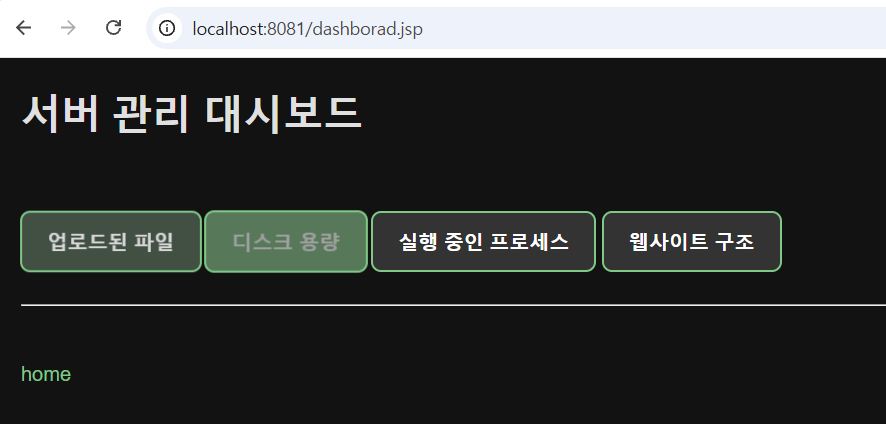 localhost:8081/dashborad.jsp
서버 관리 대시보드
업로드된 파일 디스크 용량 실행 중인 프로세스 웹사이트 구조
home